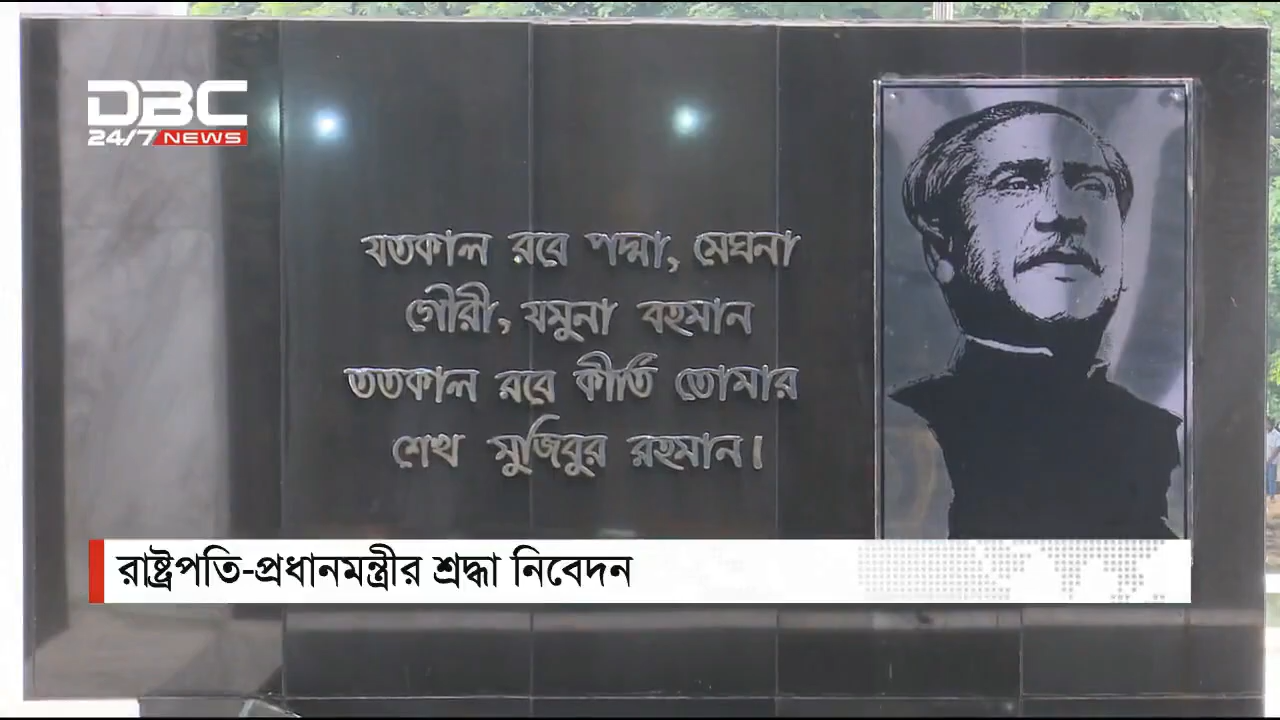 DBC
24/7 NEWS
যতকাল রবে পদ্মা, মেঘনা
গৌরী, যমুনা বহমান
ততকাল রবে কীর্তি তোমার
শেখ মুজিবুর রহমান।
রাষ্ট্রপতি-প্রধানমন্ত্রীর শ্রদ্ধা নিবেদন